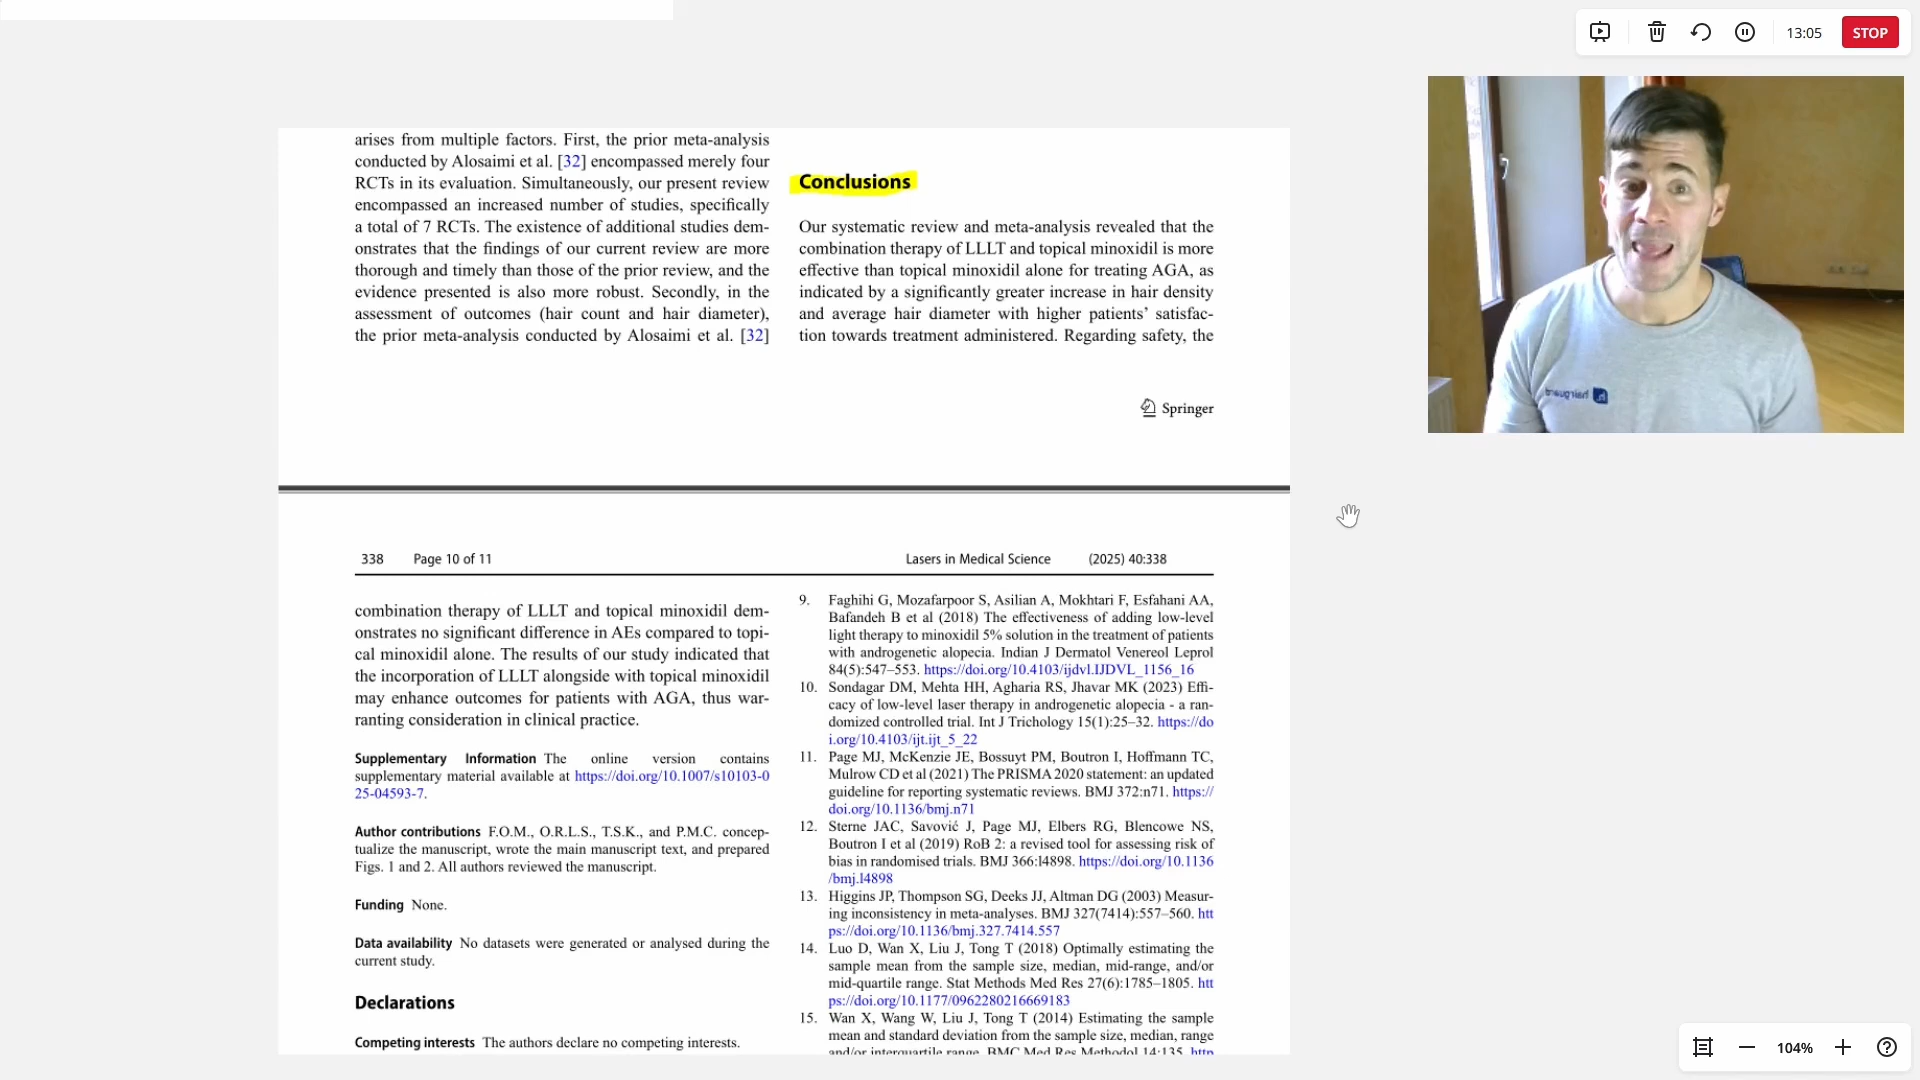 13:05
STOP
arises from multiple factors. First, the prior meta-analysis
conducted by Alosaimi et al. [32] encompassed merely four
RCTs in its evaluation. Simultaneously, our present review
encompassed an increased number of studies, specifically
a total of 7 RCTs. The existence of additional studies dem-
onstrates that the findings of our current review are more
thorough and timely than those of the prior review, and the
evidence presented is also more robust. Secondly, in the
assessment of outcomes (hair count and hair diameter),
the prior meta-analysis conducted by Alosaimi et al. [32]
Conclusions
Our systematic review and meta-analysis revealed that the
combination therapy of LLLT and topical minoxidil is more
effective than topical minoxidil alone for treating AGA, as
indicated by a significantly greater increase in hair density
and average hair diameter with higher patients' satisfac-
tion towards treatment administered. Regarding safety, the
Springer
hairguard
338 Page 10 of 11
Lasers in Medical Science (2025) 40:338
combination therapy of LLLT and topical minoxidil dem-
onstrates no significant difference in AEs compared to topi-
cal minoxidil alone. The results of our study indicated that
the incorporation of LLLT alongside with topical minoxidil
may enhance outcomes for patients with AGA, thus war-
ranting consideration in clinical practice.
Supplementary Information The online version contains
supplementary material available at https://doi.org/10.1007/s10103-0
25-04593-7.
Author contributions F.O.M., O.R.L.S., T.S.K., and P.M.C. concep-
tualize the manuscript, wrote the main manuscript text, and prepared
Figs. 1 and 2. All authors reviewed the manuscript.
Funding None.
Data availability No datasets were generated or analysed during the
current study.
Declarations
Competing interests The authors declare no competing interests.
9. Faghihi G, Mozafarpoor S, Asilian A, Mokhtari F, Esfahani AA,
Bafandeh B et al (2018) The effectiveness of adding low-level
light therapy to minoxidil 5% solution in the treatment of patients
with androgenetic alopecia. Indian J Dermatol Venereol Leprol
84(5):547–553. https://doi.org/10.4103/ijdvl.IJDVL_1156_16
10. Sondagar DM, Mehta HH, Agharia RS, Jhavar MK (2023) Effi-
cacy of low-level laser therapy in androgenetic alopecia - a ran-
domized controlled trial. Int J Trichology 15(1):25–32. https://do
i.org/10.4103/ijt.ijt_5_22
11. Page MJ, McKenzie JE, Bossuyt PM, Boutron I, Hoffmann TC,
Mulrow CD et al (2021) The PRISMA 2020 statement: an updated
guideline for reporting systematic reviews. BMJ 372:n71. https://
doi.org/10.1136/bmj.n71
12. Sterne JAC, Savović J, Page MJ, Elbers RG, Blencowe NS,
Boutron I et al (2019) RoB 2: a revised tool for assessing risk of
bias in randomised trials. BMJ 366:l4898. https://doi.org/10.1136
/bmj.l4898
13. Higgins JP, Thompson SG, Deeks JJ, Altman DG (2003) Measur-
ing inconsistency in meta-analyses. BMJ 327(7414):557–560. htt
ps://doi.org/10.1136/bmj.327.7414.557
14. Luo D, Wan X, Liu J, Tong T (2018) Optimally estimating the
sample mean from the sample size, median, mid-range, and/or
mid-quartile range. Stat Methods Med Res 27(6):1785–1805. htt
ps://doi.org/10.1177/0962280216669183
15. Wan X, Wang W, Liu J, Tong T (2014) Estimating the sample
mean and standard deviation from the sample size, median, range
and/or interquartile range. BMC Med Res Methodol 14:135. http
104%